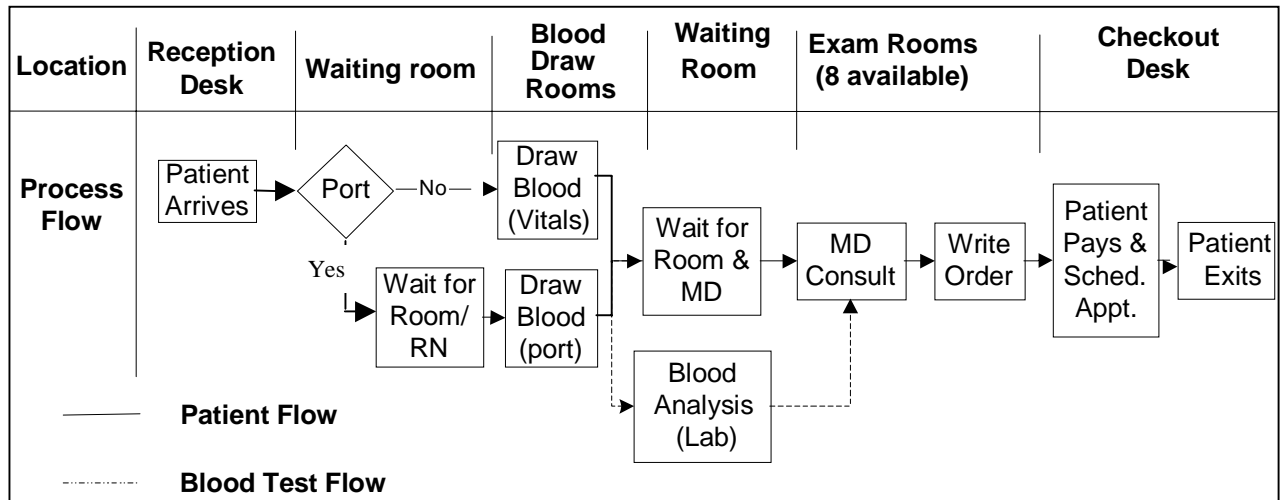 Location
Reception
Desk
Waiting room
Blood
Draw
Rooms
Waiting
Room
Exam Rooms
(8 available)
Checkout
Desk
Process
Flow
Patient
Arrives
Port
No
Draw
Blood
(Vitals)
Yes
Wait for
Room/
RN
Draw
Blood
(port)
Wait for
Room &
MD
Blood
Analysis
(Lab)
MD
Consult
Write
Order
Patient
Pays &
Sched.
Appt.
Patient
Exits
Patient Flow
Blood Test Flow